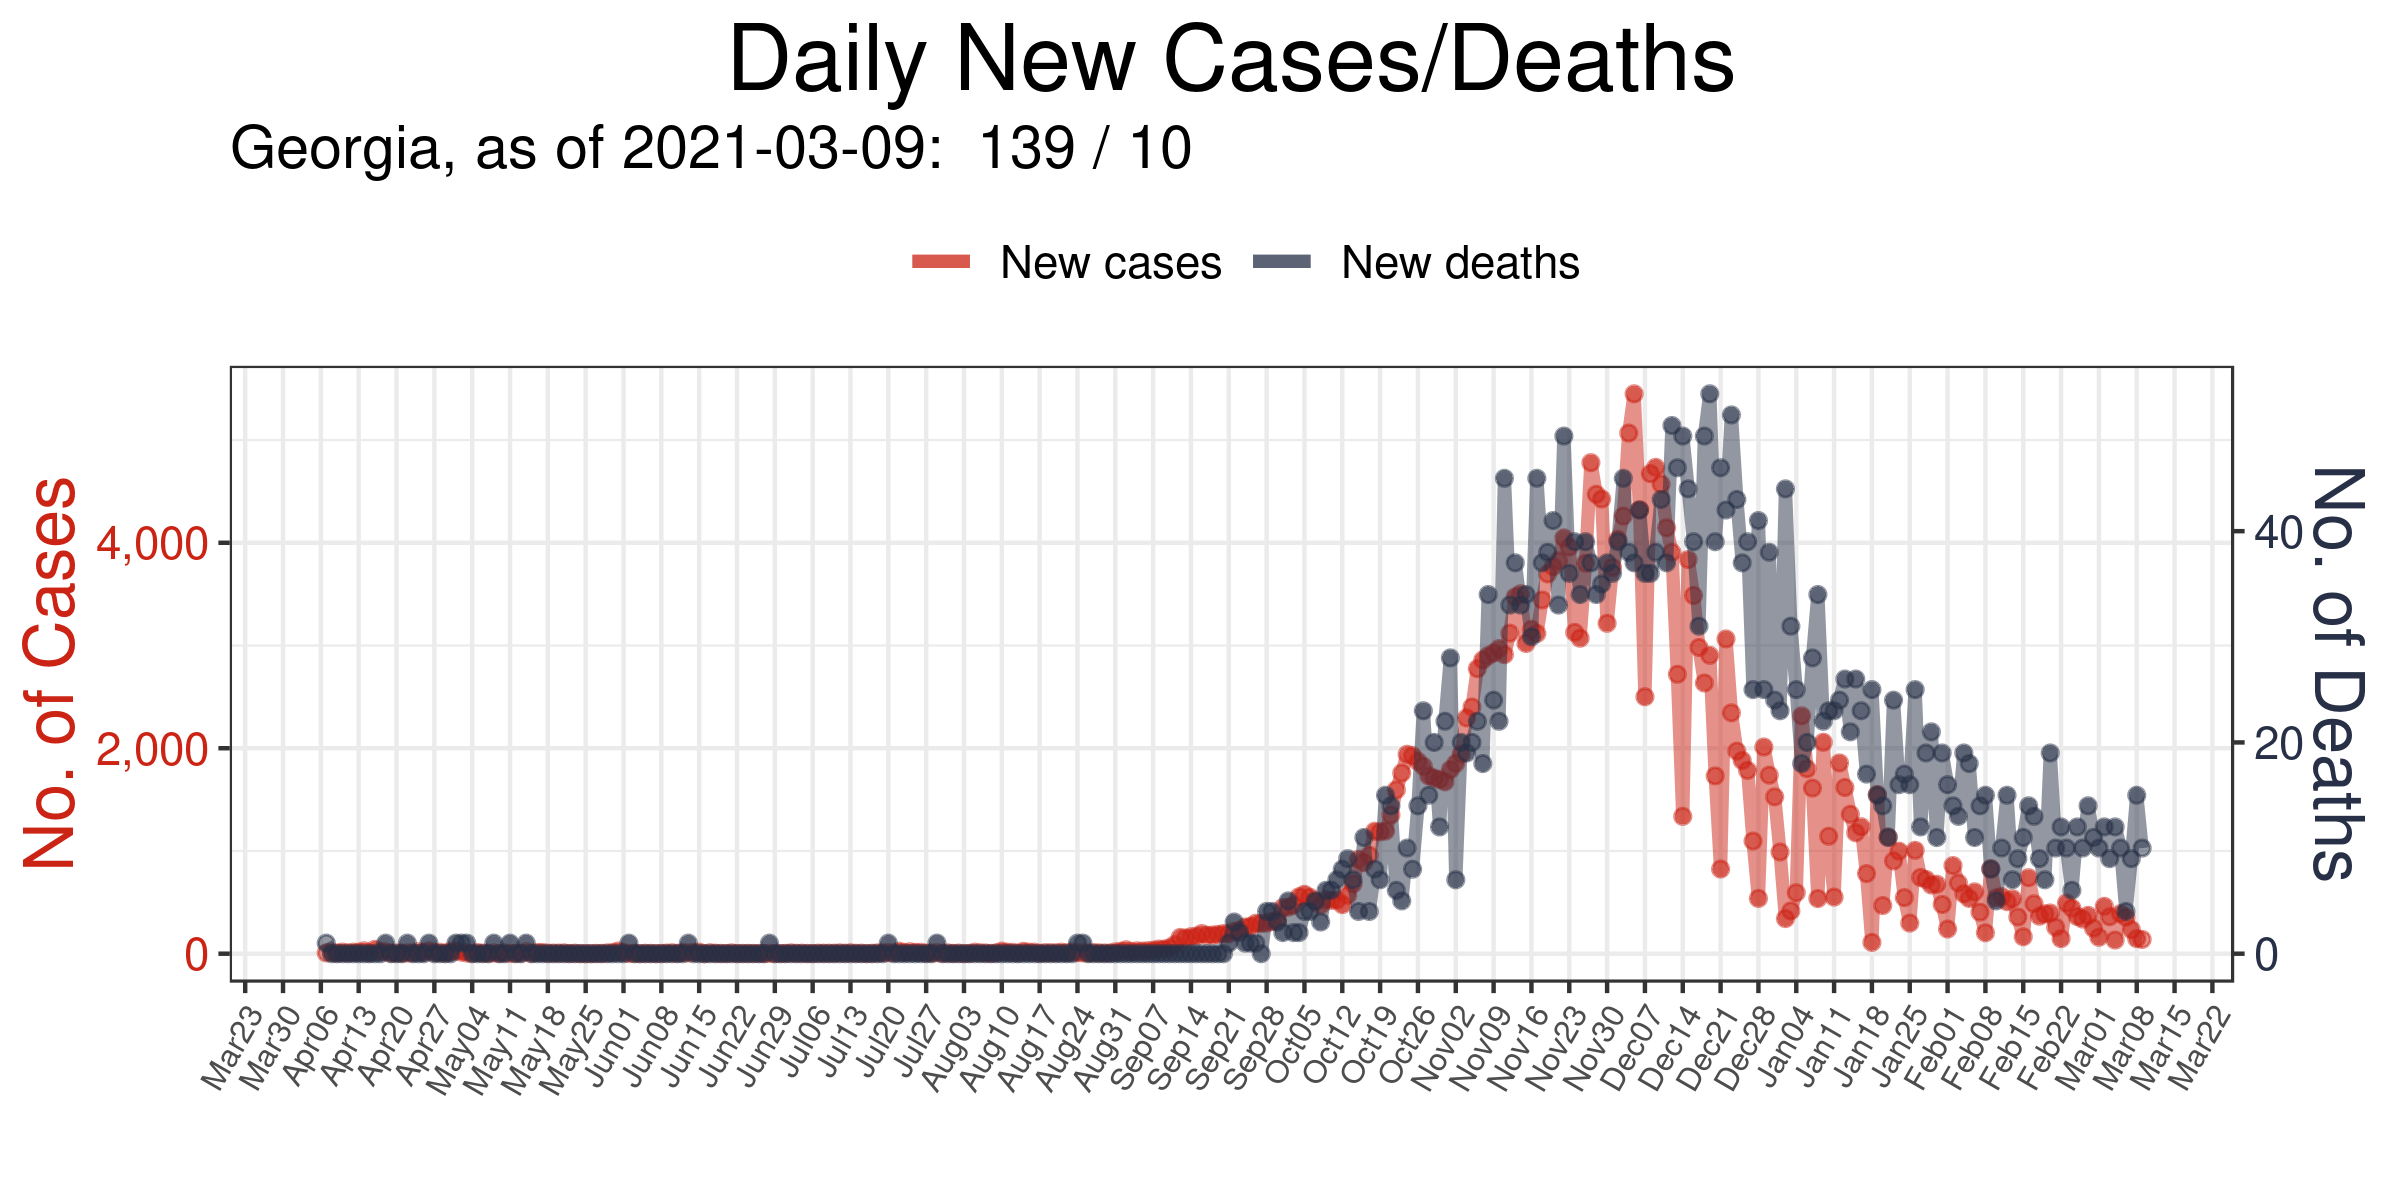 Daily New Cases/Deaths
Georgia, as of 2021-03-09: 139 / 10
New cases
New deaths
No. of Cases
4,000
2,000
0
No. of Deaths
40
20
0
Mar23
Mar30
Apr06
Apr13
Apr20
Apr27
May04
May11
May18
May25
Jun01
Jun08
Jun15
Jun22
Jun29
Jul06
Jul13
Jul20
Jul27
Aug03
Aug10
Aug17
Aug24
Aug31
Sep07
Sep14
Sep21
Sep28
Oct05
Oct12
Oct19
Oct26
Nov02
Nov09
Nov16
Nov23
Nov30
Dec07
Dec14
Dec21
Dec28
Jan04
Jan11
Jan18
Jan25
Feb01
Feb08
Feb15
Feb22
Mar01
Mar08
Mar15
Mar22